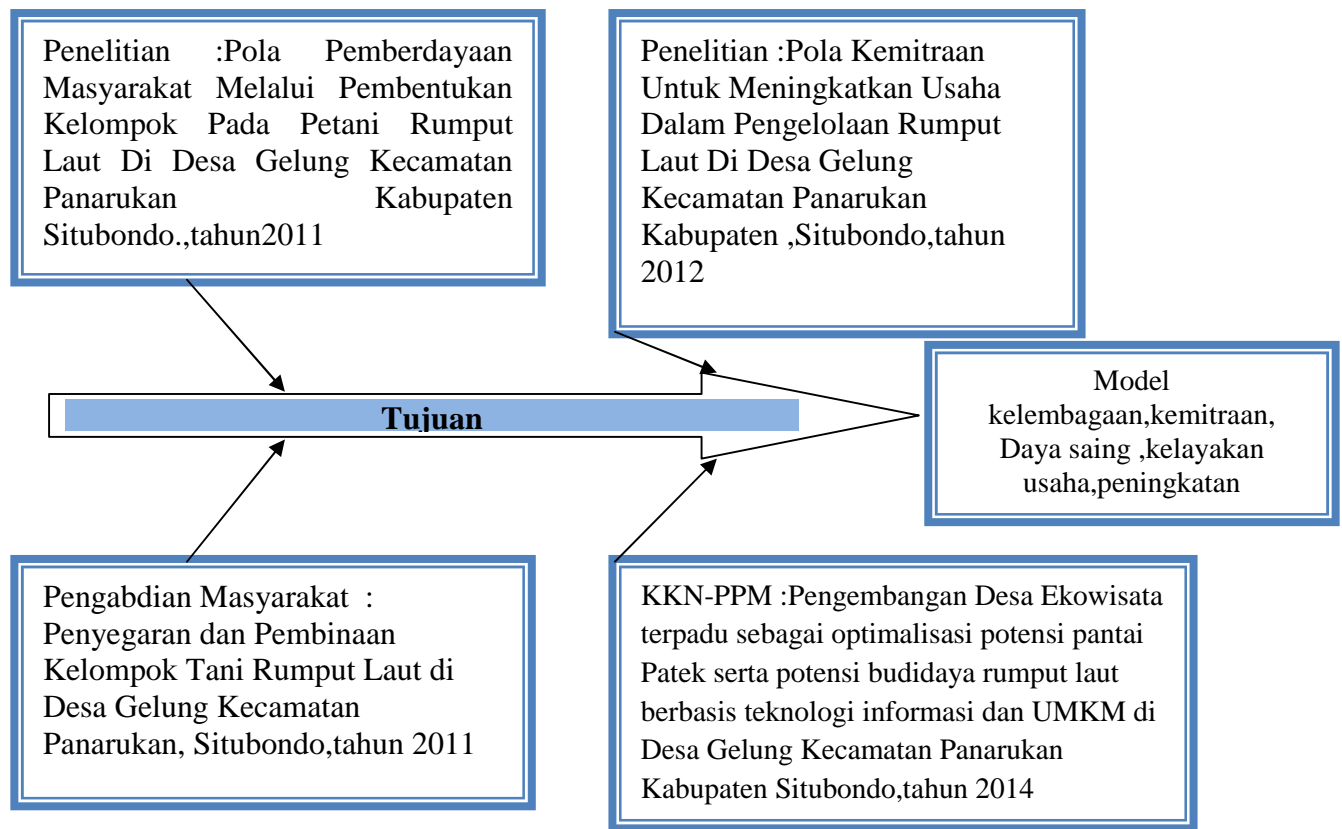 Penelitian :Pola Pemberdayaan
Masyarakat Melalui Pembentukan
Kelompok Pada Petani Rumput
Laut Di Desa Gelung Kecamatan
Panarukan Kabupaten
Situbondo.,tahun2011
Penelitian :Pola Kemitraan
Untuk Meningkatkan Usaha
Dalam Pengelolaan Rumput
Laut Di Desa Gelung
Kecamatan Panarukan
Kabupaten ,Situbondo,tahun
2012
Tujuan
Model
kelembagaan,kemitraan,
Daya saing ,kelayakan
usaha,peningkatan
Pengabdian Masyarakat :
Penyegaran dan Pembinaan
Kelompok Tani Rumput Laut di
Desa Gelung Kecamatan
Panarukan, Situbondo,tahun 2011
KKN-PPM :Pengembangan Desa Ekowisata
terpadu sebagai optimalisasi potensi pantai
Patek serta potensi budidaya rumput laut
berbasis teknologi informasi dan UMKM di
Desa Gelung Kecamatan Panarukan
Kabupaten Situbondo,tahun 2014